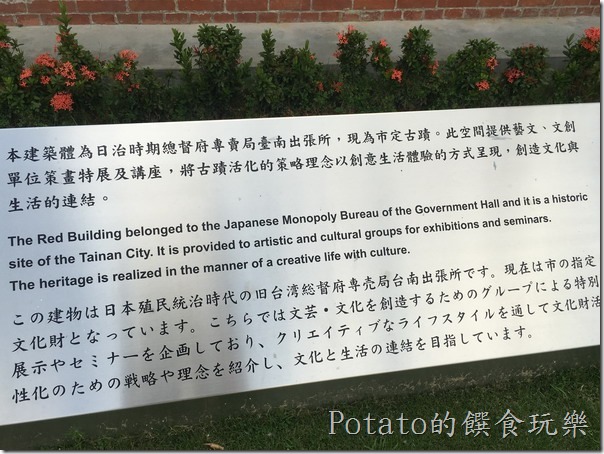 本建築體為日治時期總督府專賣局臺南出張所，現為市定古蹟。此空間提供藝文、文創
單位策畫特展及講座，將古蹟活化的策略理念以創意生活體驗的方式呈現，創造文化與
生活的連結。
The Red Building belonged to the Japanese Monopoly Bureau of the Government Hall and it is a historic
site of the Tainan City. It is provided to artistic and cultural groups for exhibitions and seminars.
The heritage is realized in the manner of a creative life with culture.
この建物は日本殖民統治時代の旧台湾総督府専売局台南出張所です。現在は市の指定
文化財となっています。こちらでは文芸・文化を創造するためのグループによる特別
展示やセミナーを企画しており、クリエイティブなライフスタイルを通して文化財活
性化のための戦略や理念を紹介し、文化と生活の連結を目指しています。
Potato的饌食玩樂